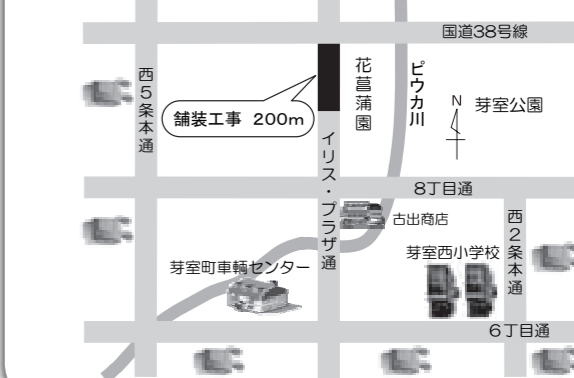 国道38号線
西5条本通
舗装工事 200m
花菖蒲園
ピウカ川
N
芽室公園
イリス・プラザ通
8丁目通
古出商店
西2条本通
芽室西小学校
芽室町車輌センター
6丁目通